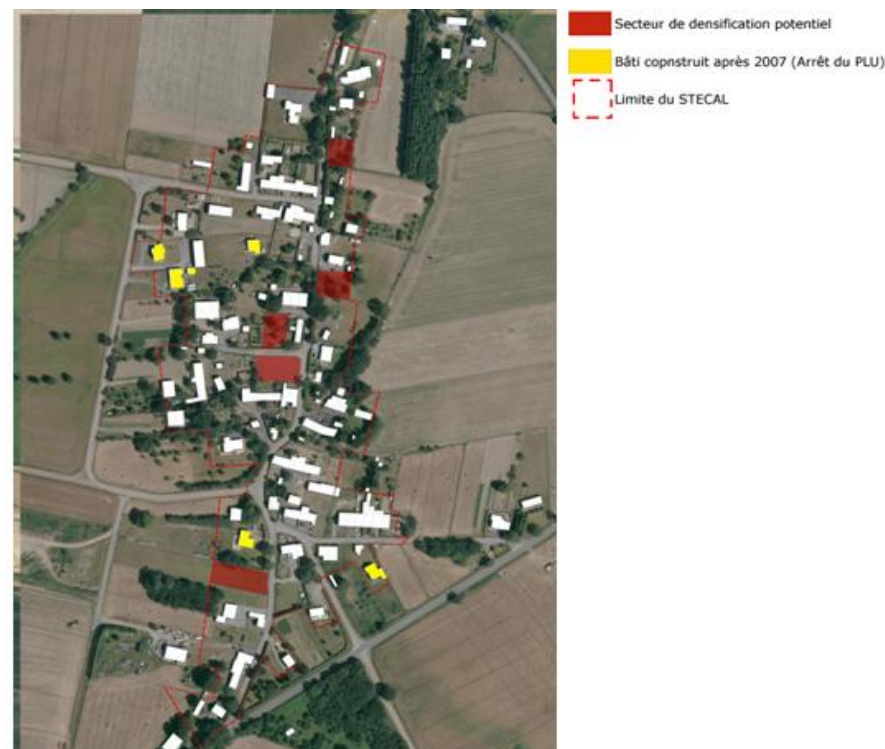 Secteur de densification potentiel
Bâti copnstruit après 2007 (Arrêt du PLU)
Limite du STECAL